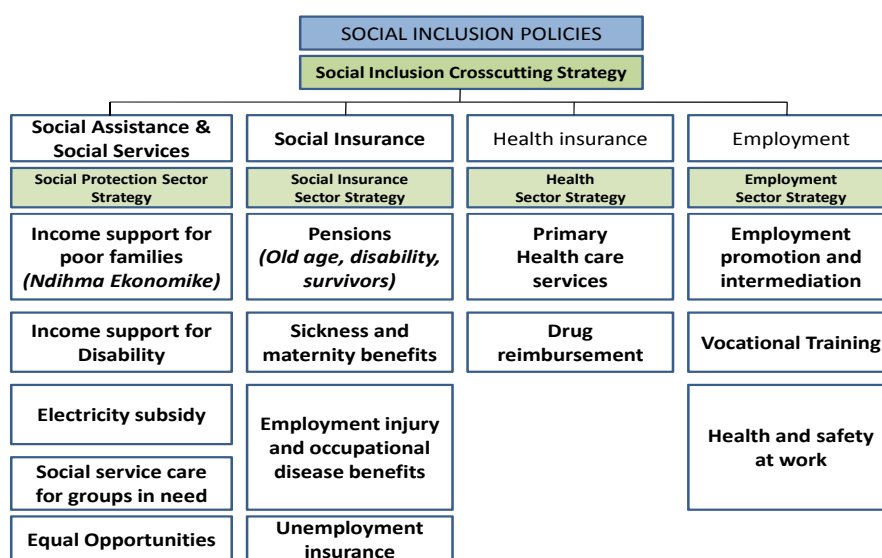 SOCIAL INCLUSION POLICIES
Social Inclusion Crosscutting Strategy
Social Assistance &
Social Services
Social Protection Sector
Strategy
Income support for
poor families
(Ndihma Ekonomike)
Income support for
Disability
Electricity subsidy
Social service care
for groups in need
Equal Opportunities
Social Insurance
Social Insurance
Sector Strategy
Pensions
(Old age, disability,
survivors)
Sickness and
maternity benefits
Employment injury
and occupational
disease benefits
Unemployment
insurance
Health insurance
Health
Sector Strategy
Primary
Health care
services
Drug
reimbursement
Employment
Employment
Sector Strategy
Employment
promotion and
intermediation
Vocational Training
Health and safety
at work